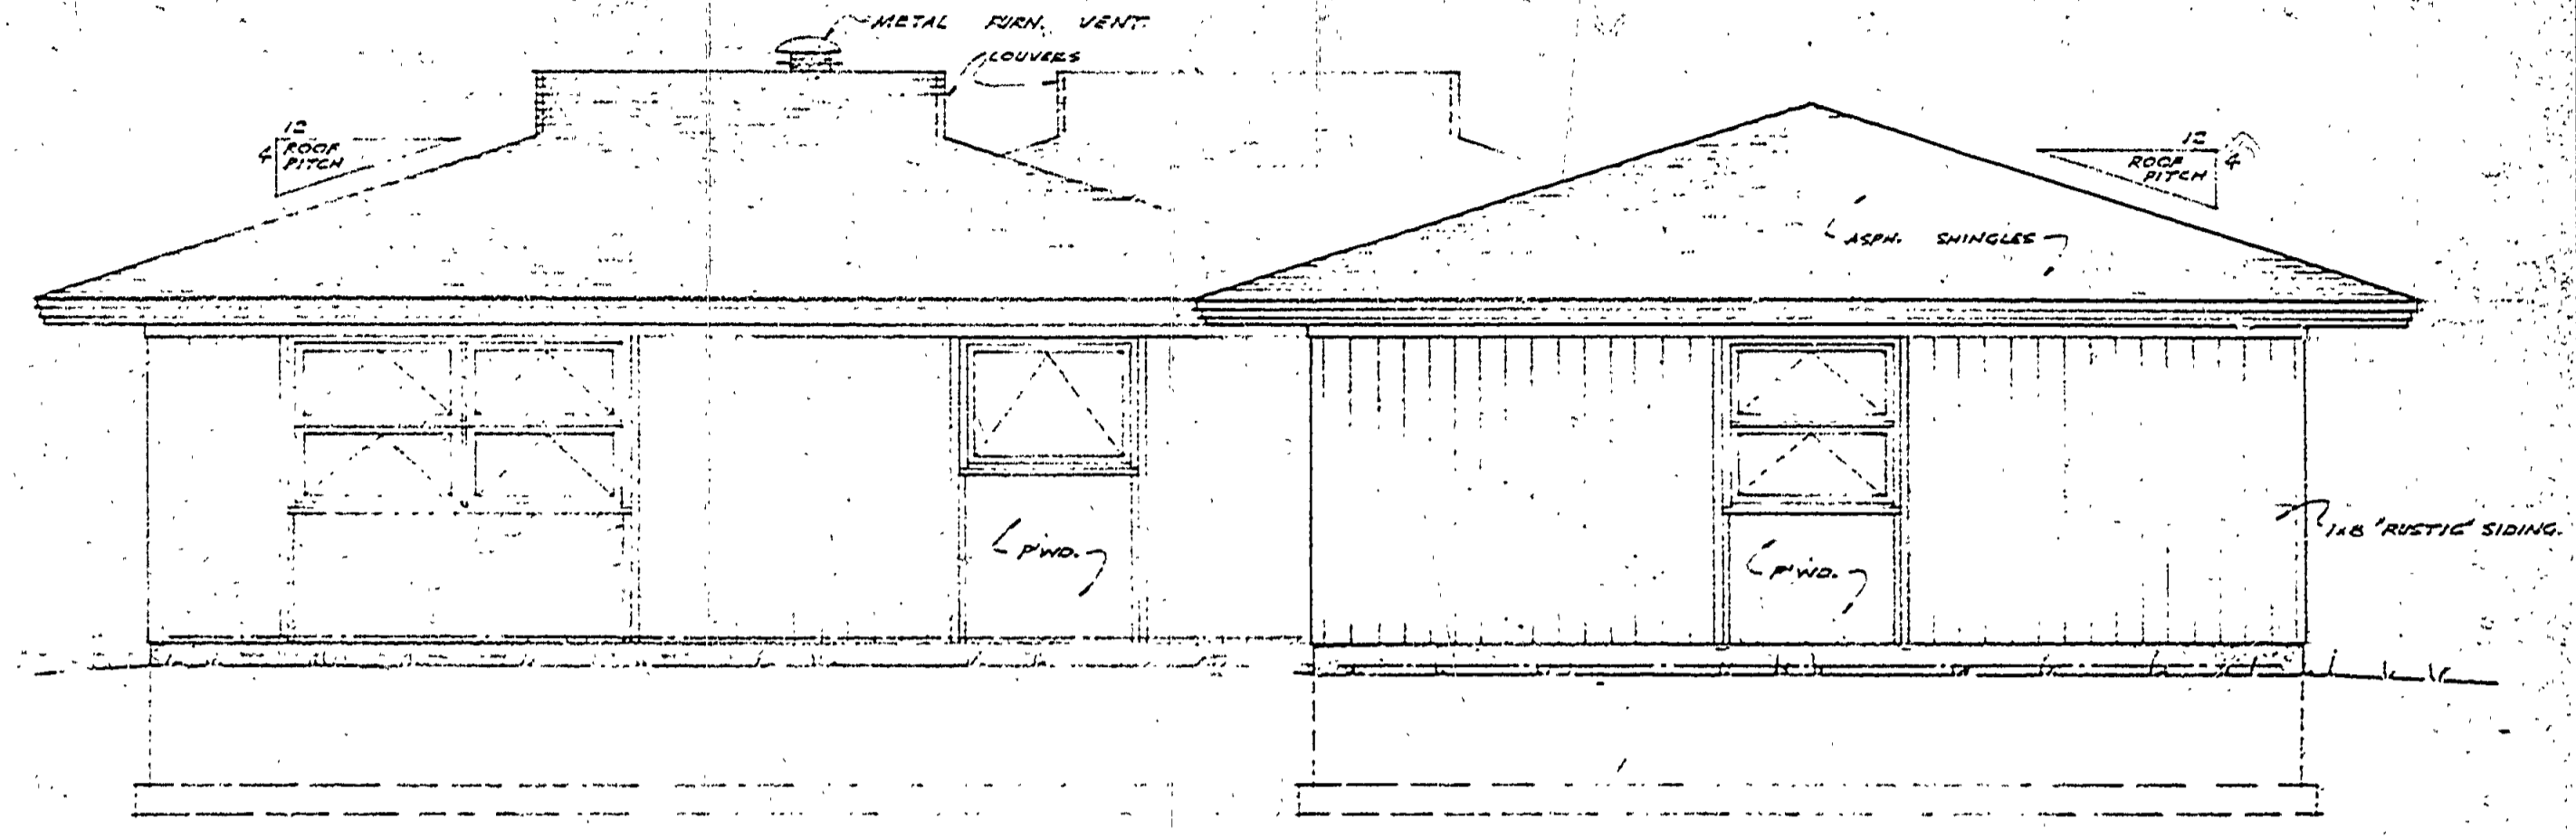 METAL FURN. VENT.
LOUVERS
12
4 ROOF
PITCH
12
ROOF 4
PITCH
ASPH. SHINGLES
1x8 "RUSTIC" SIDING.
P'WD.
P'WD.